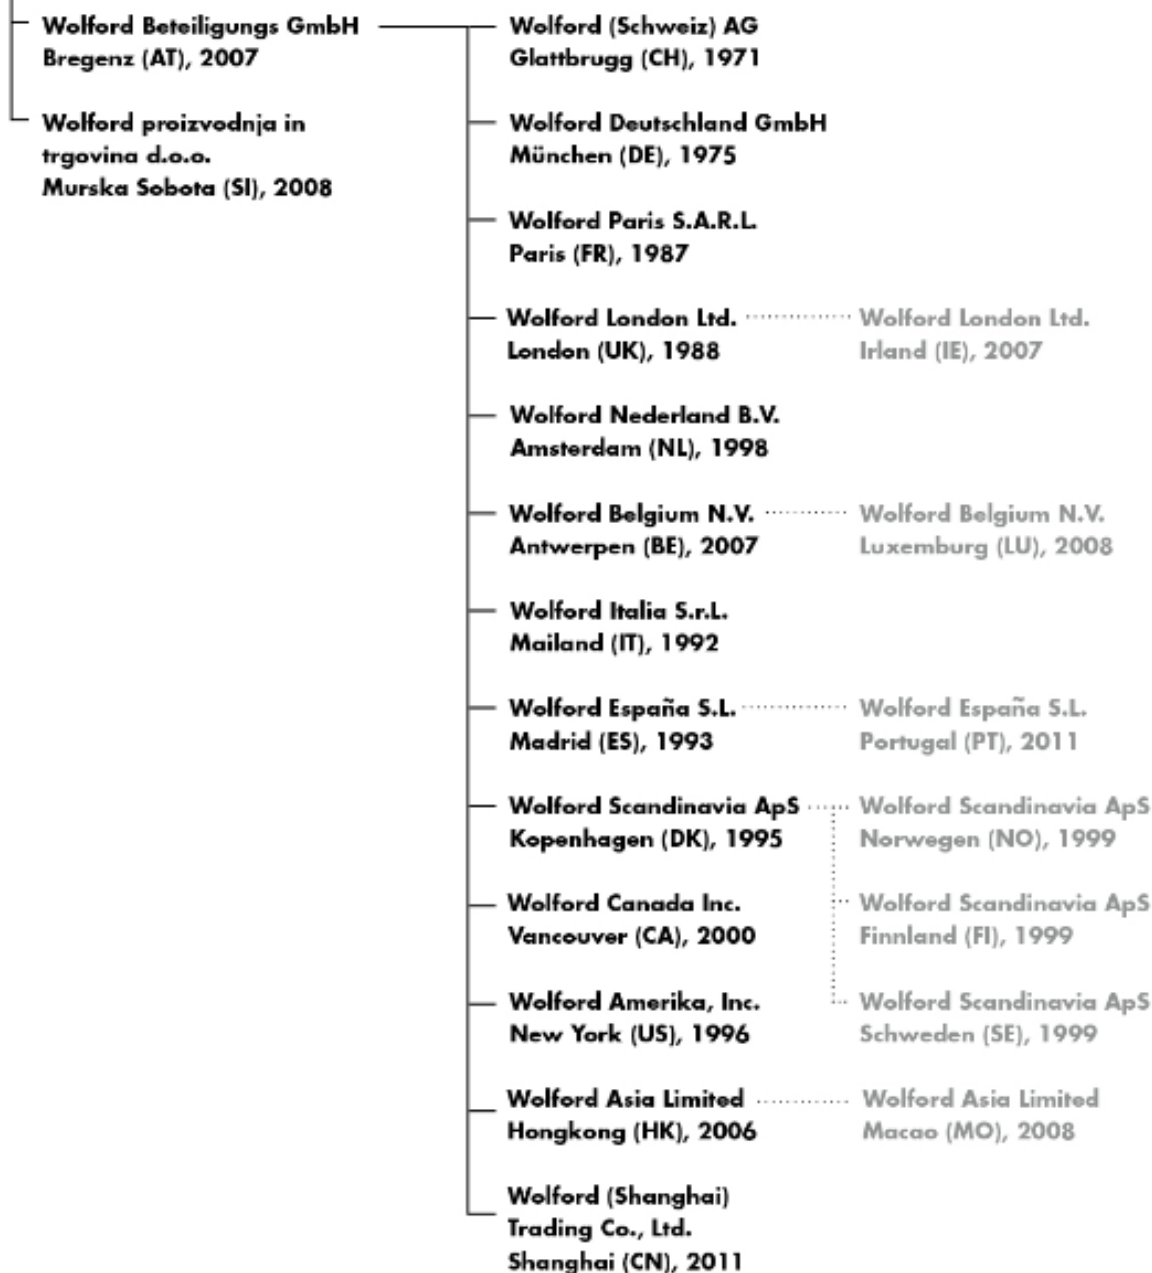 Wolford Beteiligungs GmbH
Bregenz (AT), 2007
Wolford proizvodnja in
trgovina d.o.o.
Murska Sobota (SI), 2008
Wolford (Schweiz) AG
Glattbrugg (CH), 1971
Wolford Deutschland GmbH
München (DE), 1975
Wolford Paris S.A.R.L.
Paris (FR), 1987
Wolford London Ltd.
London (UK), 1988
Wolford London Ltd.
Irland (IE), 2007
Wolford Nederland B.V.
Amsterdam (NL), 1998
Wolford Belgium N.V.
Antwerpen (BE), 2007
Wolford Belgium N.V.
Luxemburg (LU), 2008
Wolford Italia S.r.L.
Mailand (IT), 1992
Wolford España S.L.
Madrid (ES), 1993
Wolford España S.L.
Portugal (PT), 2011
Wolford Scandinavia ApS
Kopenhagen (DK), 1995
Wolford Scandinavia ApS
Norwegen (NO), 1999
Wolford Scandinavia ApS
Finnland (FI), 1999
Wolford Scandinavia ApS
Schweden (SE), 1999
Wolford Canada Inc.
Vancouver (CA), 2000
Wolford Amerika, Inc.
New York (US), 1996
Wolford Asia Limited
Hongkong (HK), 2006
Wolford Asia Limited
Macao (MO), 2008
Wolford (Shanghai)
Trading Co., Ltd.
Shanghai (CN), 2011